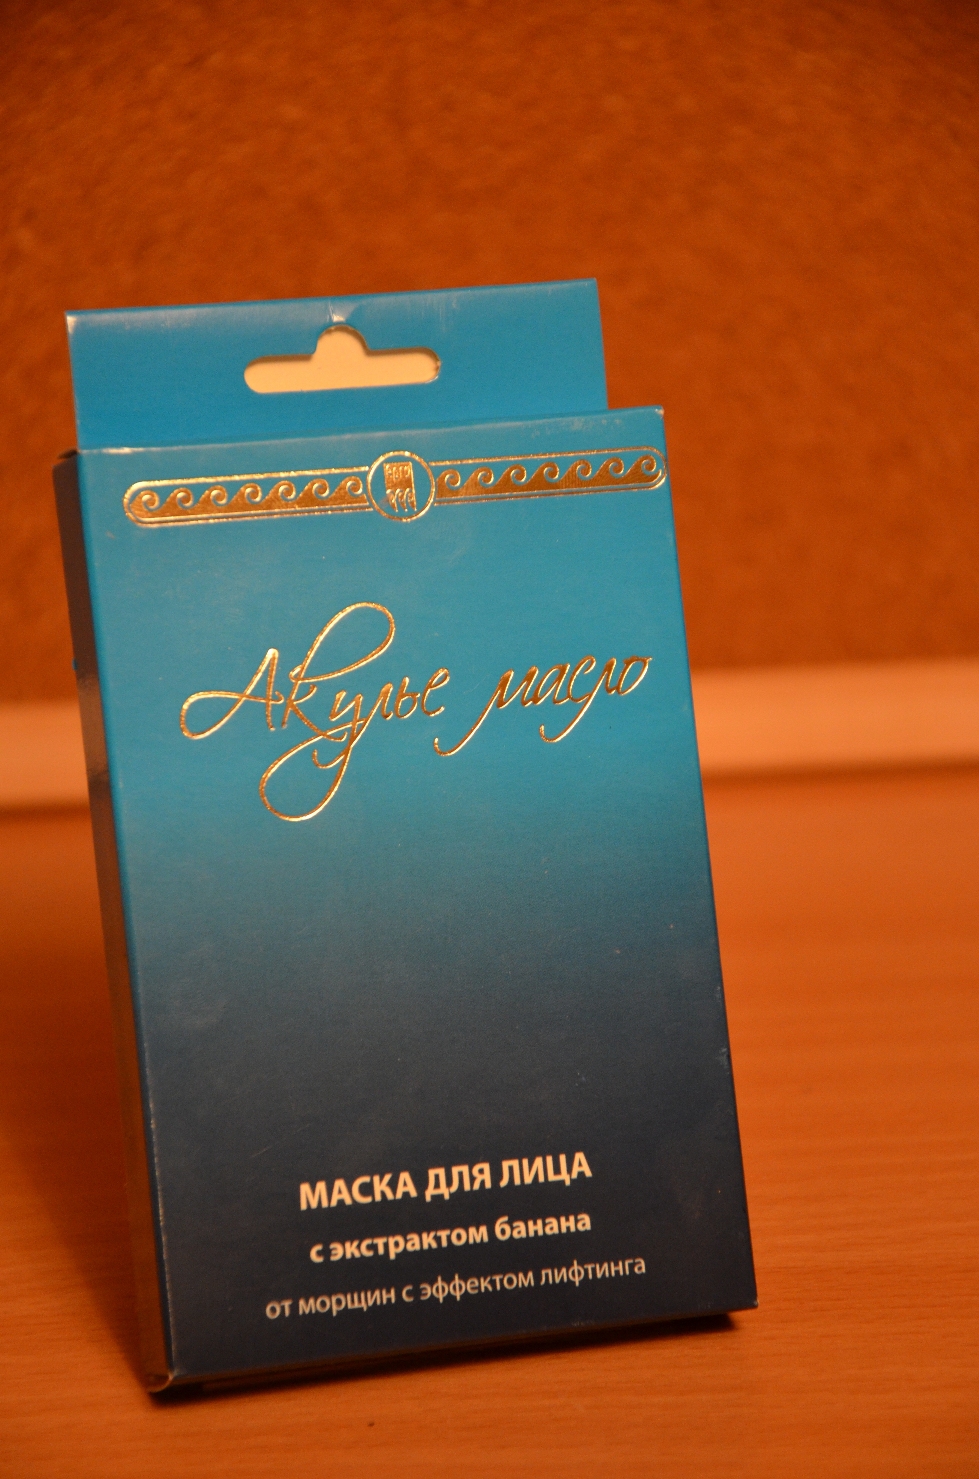 Акулье масло
МАСКА ДЛЯ ЛИЦА
с экстрактом банана
от морщин с эффектом лифтинга